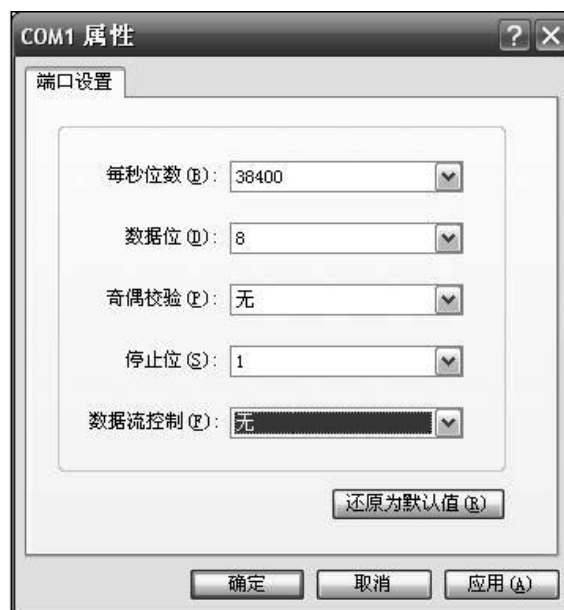 COM1 属性
端口设置
每秒位数(B): 38400
数据位(D): 8
奇偶校验(P): 无
停止位(S): 1
数据流控制(F): 无
还原为默认值(R)
确定 取消 应用(A)